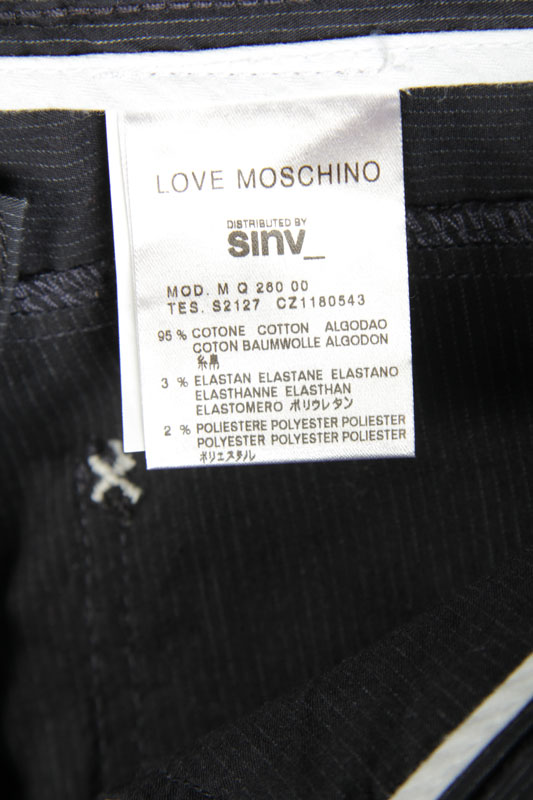 LOVE MOSCHINO
DISTRIBUTED BY
sinv_
MOD. M Q 280 00
TES. S2127 CZ1180543
95 % COTONE COTTON ALGODAO
COTON BAUMWOLLE ALGODON
3 % ELASTAN ELASTANE ELASTANO
ELASTHANNE ELASTHAN
ELASTOMERO ポリウレタン
2 % POLIESTERE POLYESTER POLIESTER
POLYESTER POLYESTER POLIESTER
ポリエステル